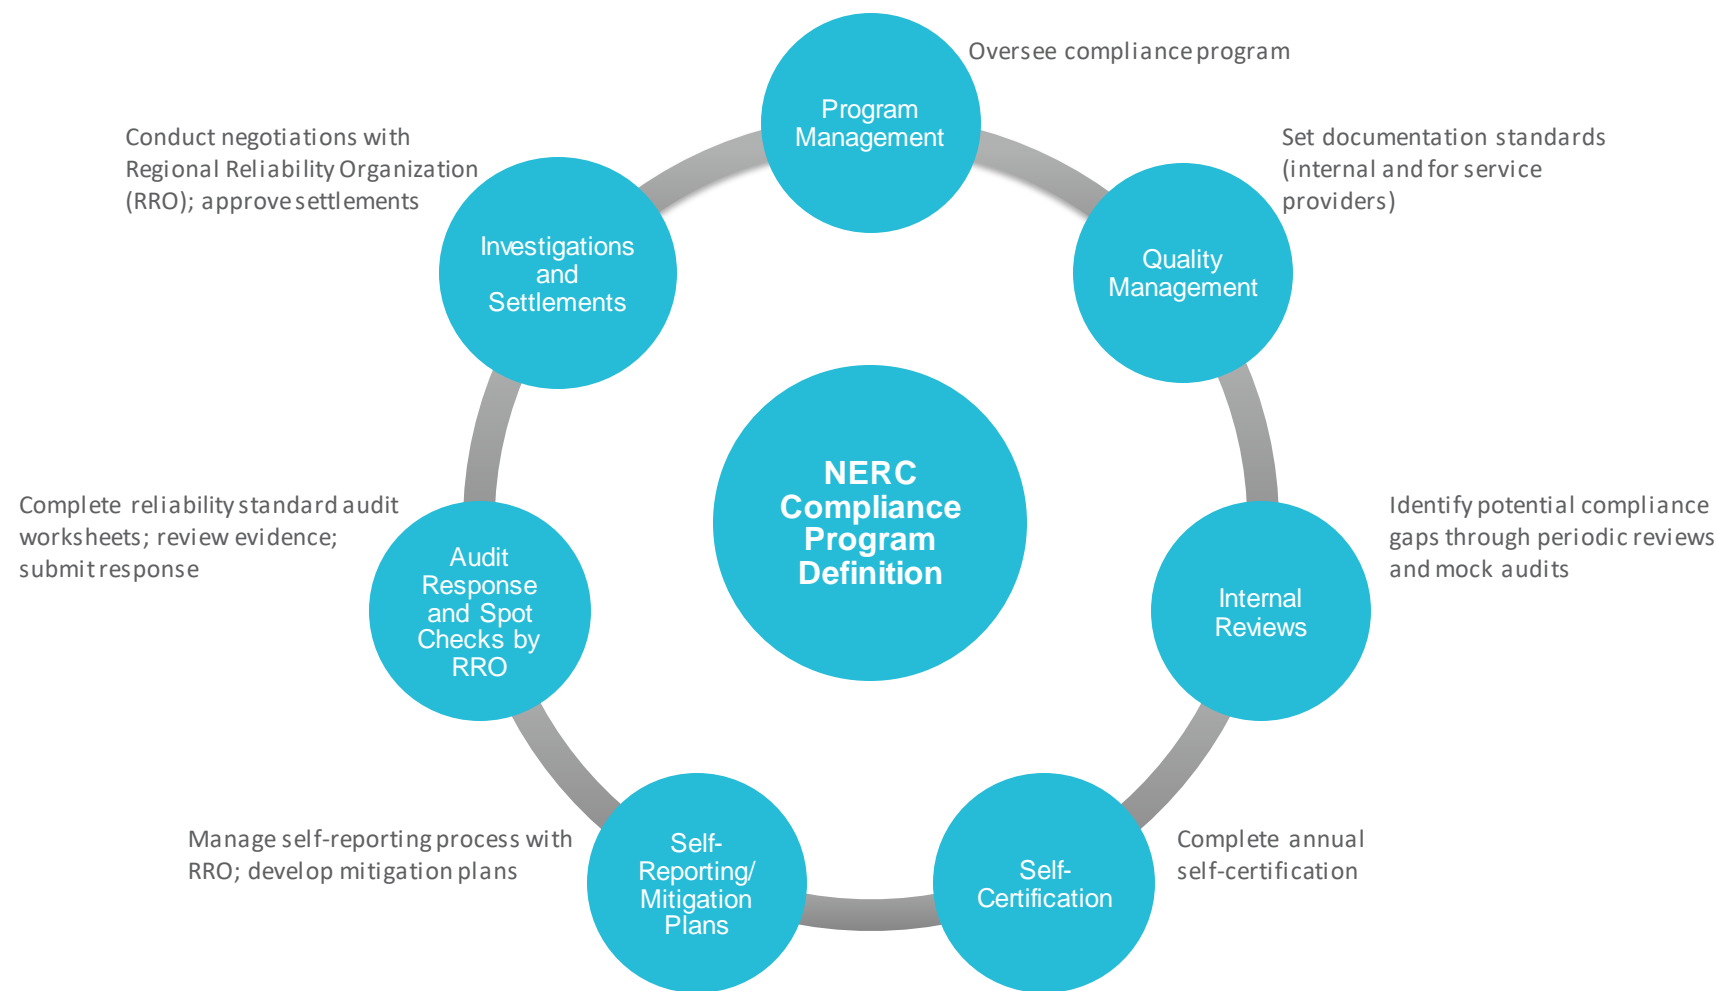 Oversee compliance program
Program
Management
Set documentation standards
(internal and for service
providers)
Quality
Management
Identify potential compliance
gaps through periodic reviews
and mock audits
Internal
Reviews
Complete annual
self-certification
Self-
Certification
Manage self-reporting process with
RRO; develop mitigation plans
Self-
Reporting/
Mitigation
Plans
Complete reliability standard audit
worksheets; review evidence;
submit response
Audit
Response
and Spot
Checks by
RRO
Conduct negotiations with
Regional Reliability Organization
(RRO); approve settlements
Investigations
and
Settlements
NERC
Compliance
Program
Definition